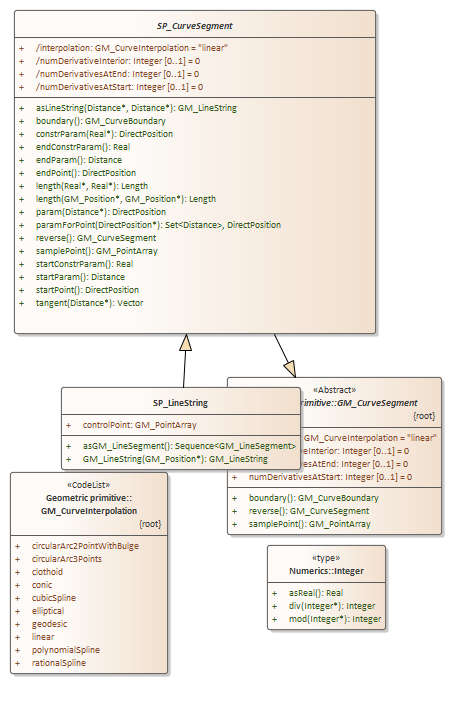 SP_CurveSegment
+ /interpolation: GM_CurveInterpolation = "linear"
+ /numDerivativeInterior: Integer [0..1] = 0
+ /numDerivativesAtEnd: Integer [0..1] = 0
+ /numDerivativesAtStart: Integer [0..1] = 0
+ asLineString(Distance*, Distance*): GM_LineString
+ boundary(): GM_CurveBoundary
+ constrParam(Real*): DirectPosition
+ endConstrParam(): Real
+ endParam(): Distance
+ endPoint(): DirectPosition
+ length(Real*, Real*): Length
+ length(GM_Position*, GM_Position*): Length
+ param(Distance*): DirectPosition
+ paramForPoint(DirectPosition*): Set<Distance>, DirectPosition
+ reverse(): GM_CurveSegment
+ samplePoint(): GM_PointArray
+ startConstrParam(): Real
+ startParam(): Distance
+ startPoint(): DirectPosition
+ tangent(Distance*): Vector
SP_LineString
+ controlPoint: GM_PointArray
+ asGM_LineSegment(): Sequence<GM_LineSegment>
+ GM_LineString(GM_Position*): GM_LineString
«Abstract»
rimitive::GM_CurveSegment
{root}
GM_CurveInterpolation = "linear"
eInterior: Integer [0..1] = 0
esAtEnd: Integer [0..1] = 0
+ numDerivativesAtStart: Integer [0..1] = 0
+ boundary(): GM_CurveBoundary
+ reverse(): GM_CurveSegment
+ samplePoint(): GM_PointArray
«CodeList»
Geometric primitive::
GM_CurveInterpolation
{root}
+ circularArc2PointWithBulge
+ circularArc3Points
+ clothoid
+ conic
+ cubicSpline
+ elliptical
+ geodesic
+ linear
+ polynomialSpline
+ rationalSpline
«type»
Numerics::Integer
+ asReal(): Real
+ div(Integer*): Integer
+ mod(Integer*): Integer